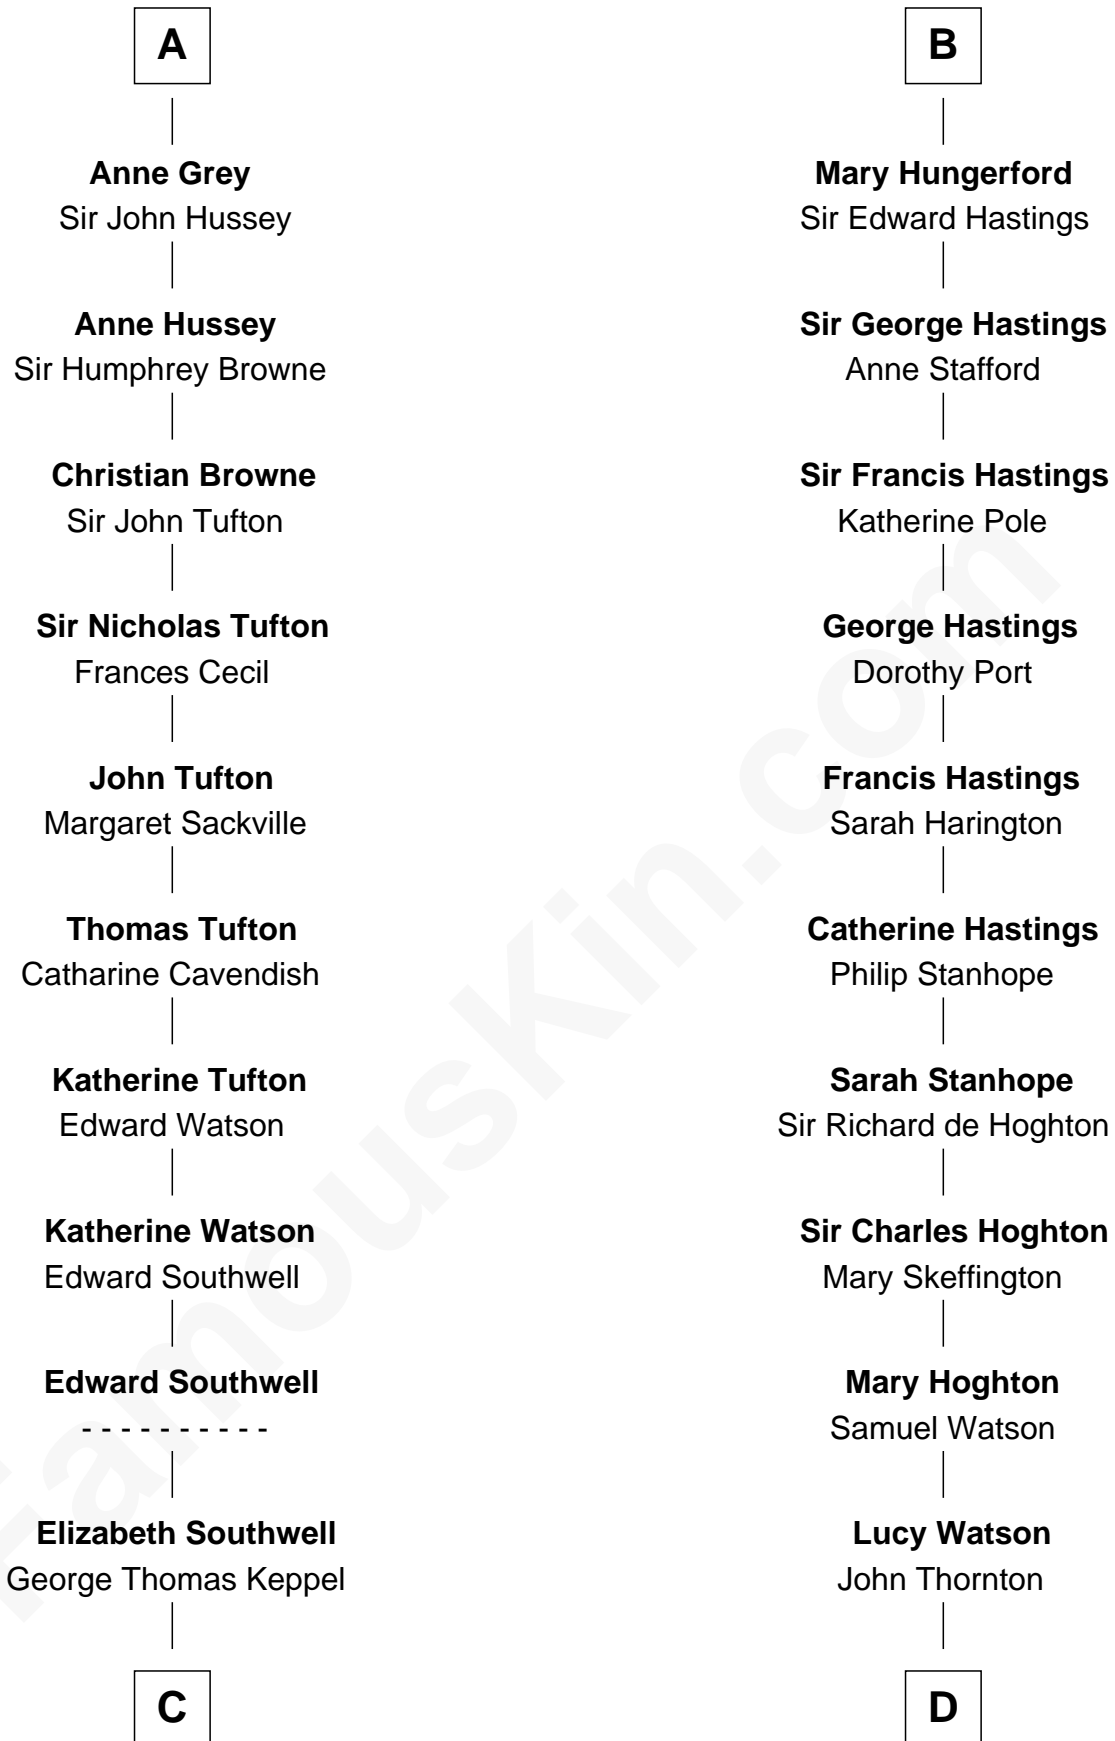 A
Anne Grey
Sir John Hussey
Anne Hussey
Sir Humphrey Browne
Christian Browne
Sir John Tufton
Sir Nicholas Tufton
Frances Cecil
John Tufton
Margaret Sackville
Thomas Tufton
Catharine Cavendish
Katherine Tufton
Edward Watson
Katherine Watson
Edward Southwell
Edward Southwell
- - - - - - - - - -
Elizabeth Southwell
George Thomas Keppel
C
B
Mary Hungerford
Sir Edward Hastings
Sir George Hastings
Anne Stafford
Sir Francis Hastings
Katherine Pole
George Hastings
Dorothy Port
Francis Hastings
Sarah Harington
Catherine Hastings
Philip Stanhope
Sarah Stanhope
Sir Richard de Hoghton
Sir Charles Hoghton
Mary Skeffington
Mary Hoghton
Samuel Watson
Lucy Watson
John Thornton
D
FamousKin.com